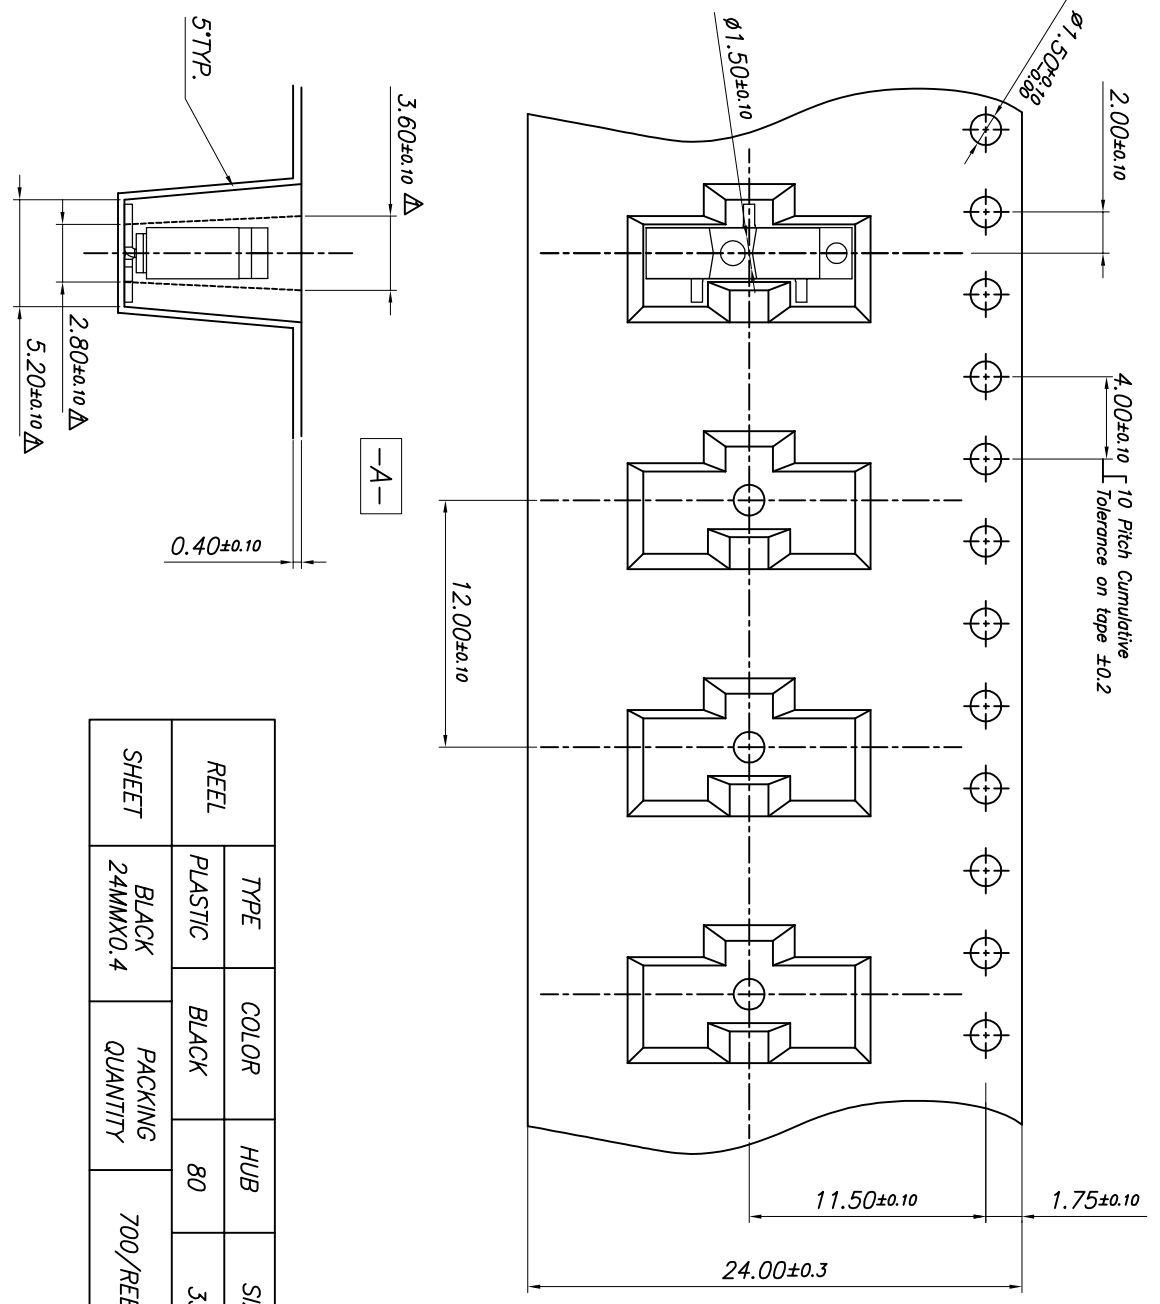 5°TYP.
3.60±0.10
2.80±0.10
5.20±0.10
0.40±0.10
-A-
Ø1.50±0.10
Ø1.50+0.10
-0.00
2.00±0.10
4.00±0.10
10 Pitch Cumulative
Tolerance on tape ±0.2
12.00±0.10
11.50±0.10
1.75±0.10
24.00±0.3
REEL
TYPE
COLOR
HUB
PLASTIC
BLACK
80
SHEET
BLACK
24MMX0.4
PACKING
QUANTITY